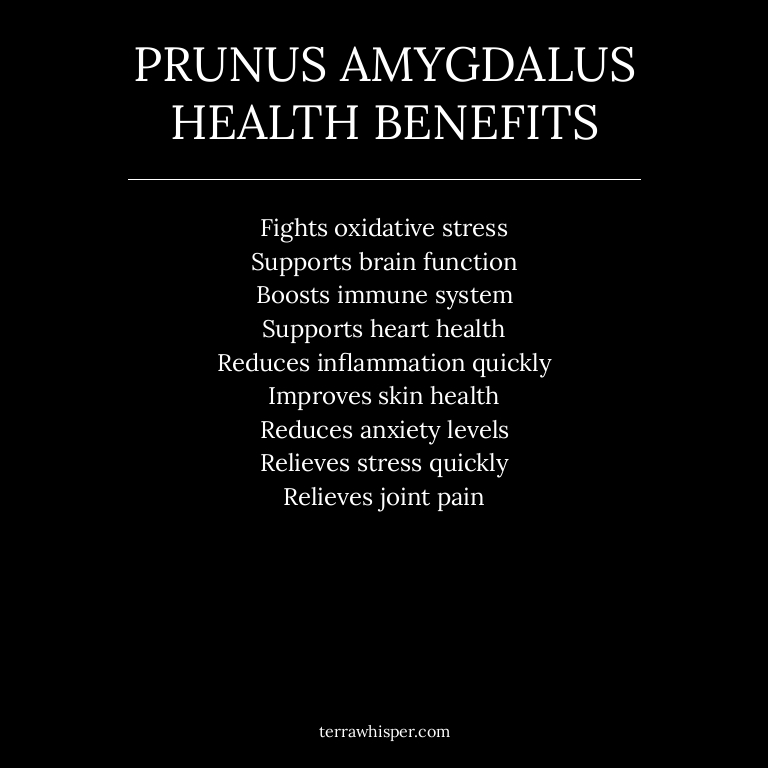 PRUNUS AMYGDALUS
HEALTH BENEFITS
Fights oxidative stress
Supports brain function
Boosts immune system
Supports heart health
Reduces inflammation quickly
Improves skin health
Reduces anxiety levels
Relieves stress quickly
Relieves joint pain
terrawhisper.com